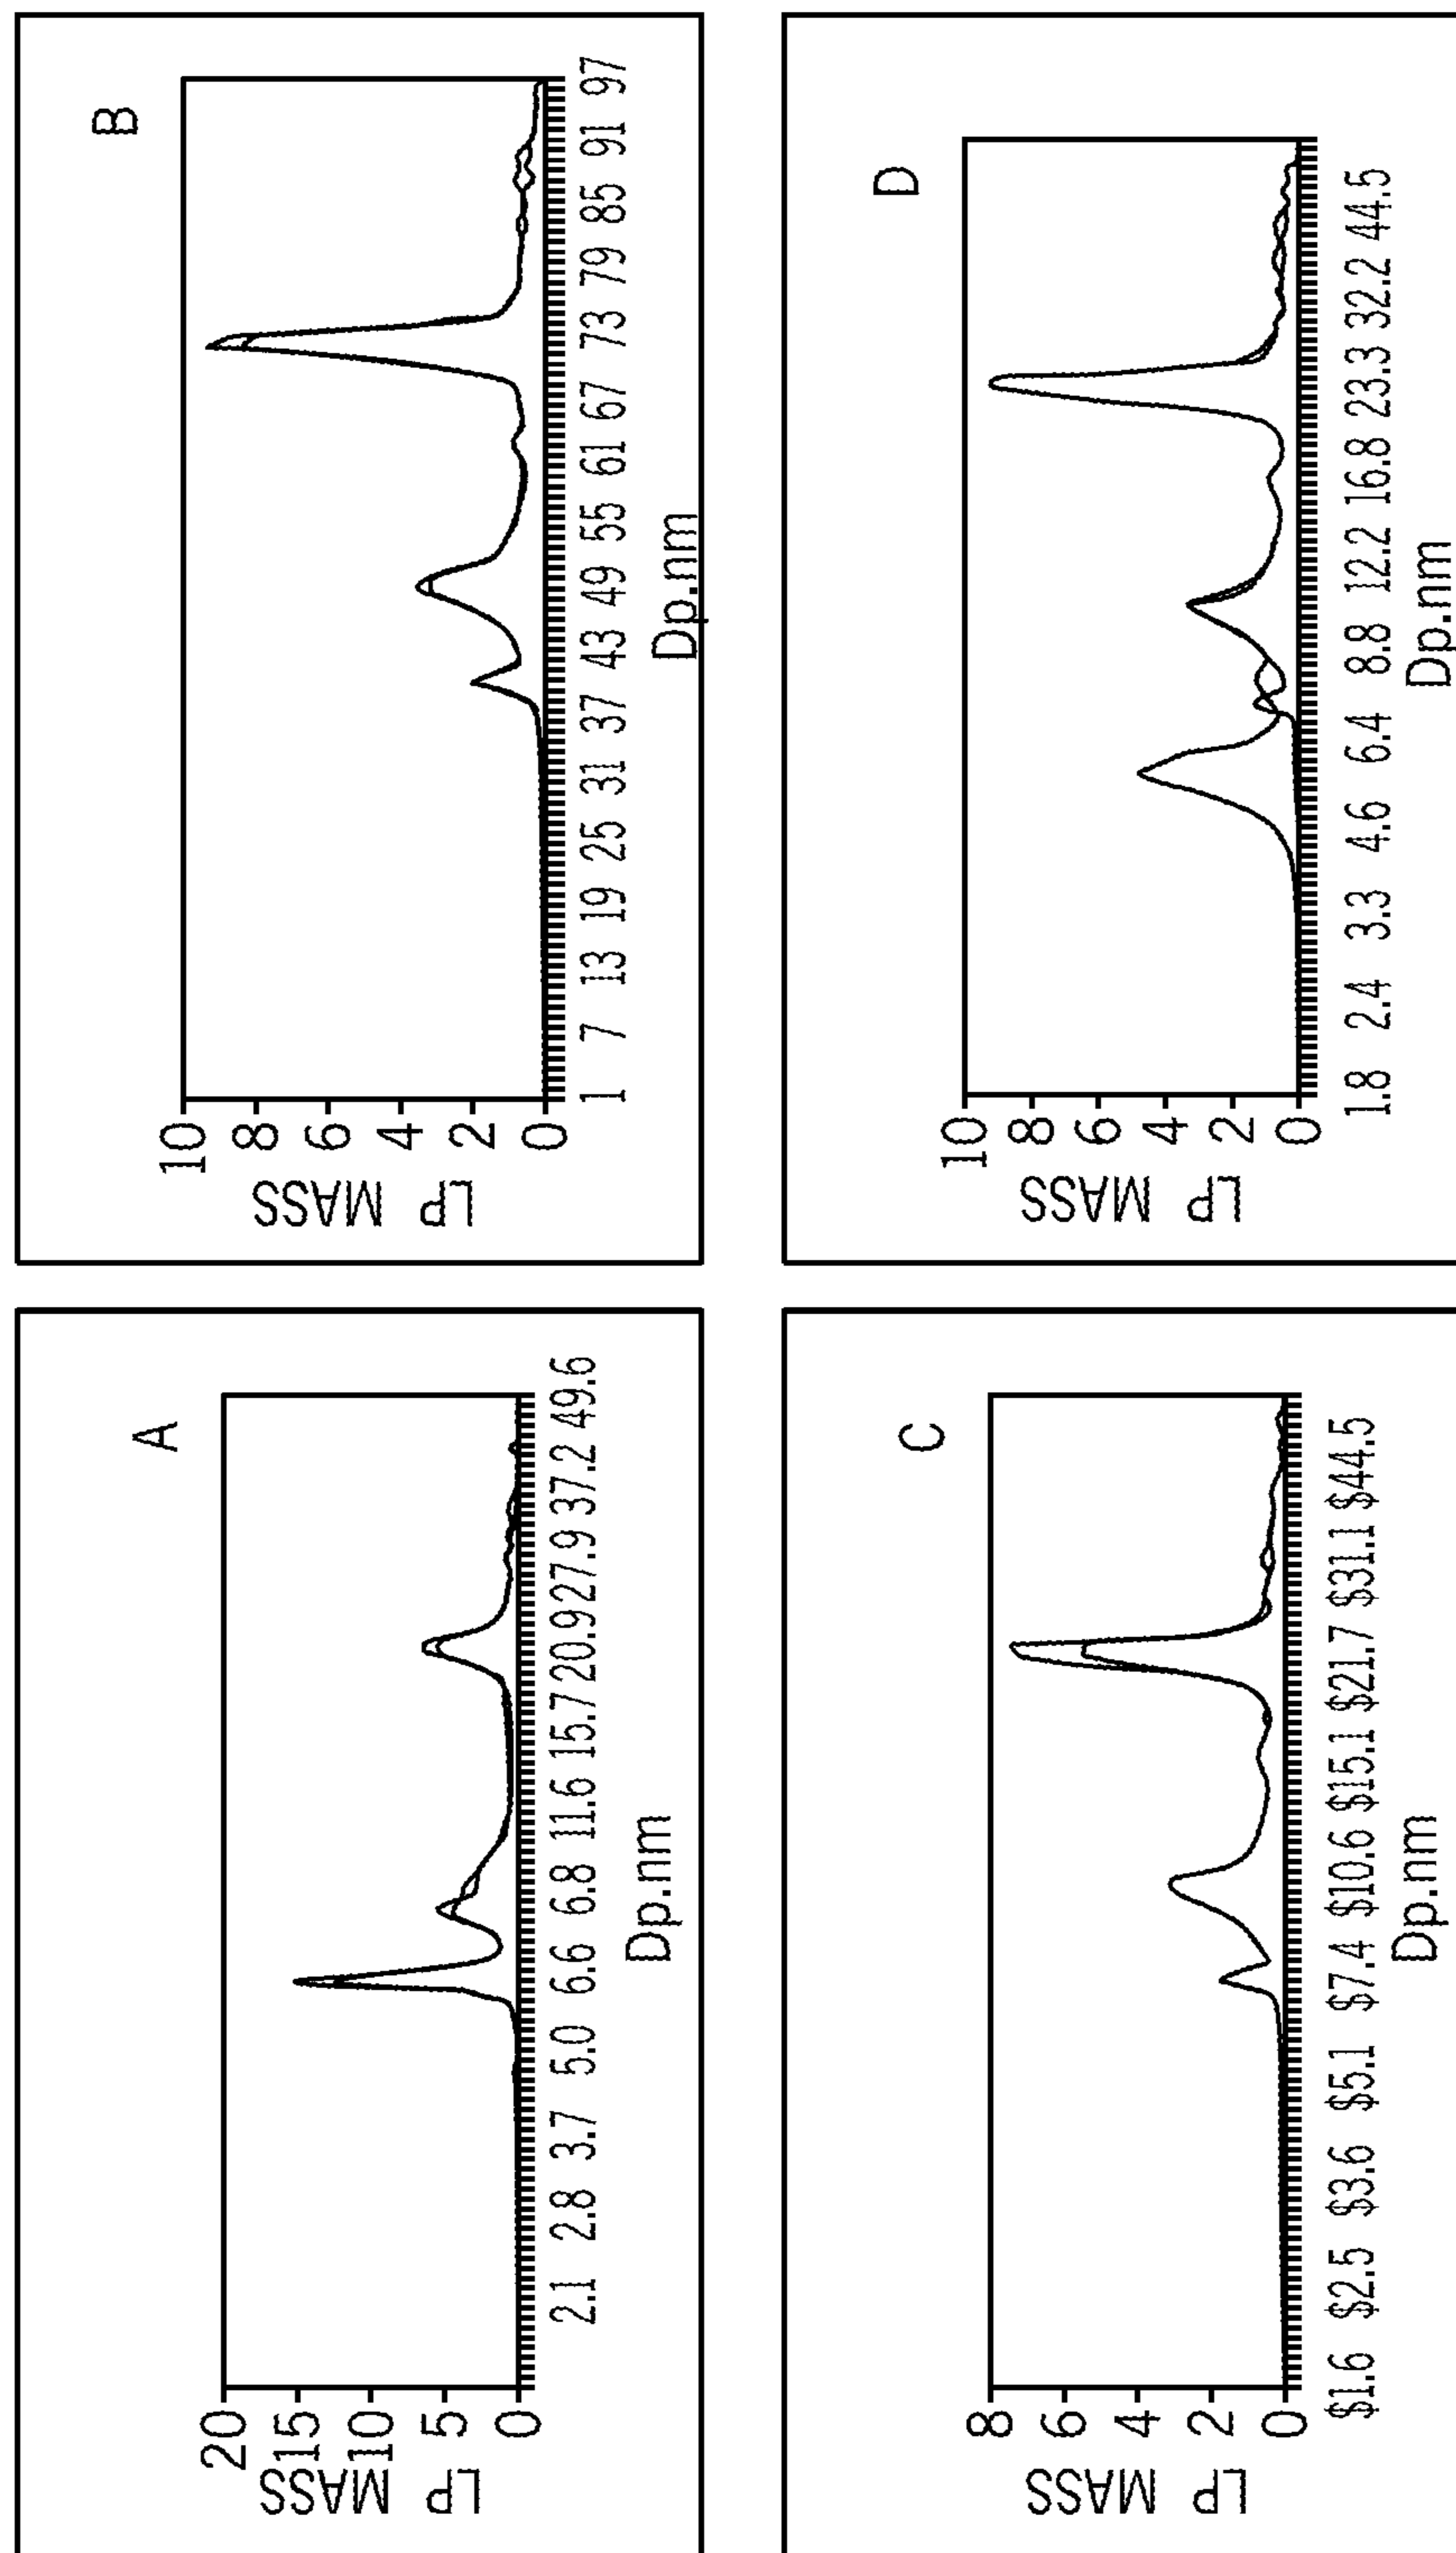 A
LP MASS
20
15
10
5
0
2.1 2.8 3.7 5.0 6.6 6.8 11.6 15.7 20.9 27.9 37.2 49.6
Dp.nm
B
LP MASS
10
8
6
4
2
0
1 7 13 19 25 31 37 43 49 55 61 67 73 79 85 91 97
Dp.nm
C
LP MASS
8
6
4
2
0
$1.6 $2.5 $3.6 $5.1 $7.4 $10.6 $15.1 $21.7 $31.1 $44.5
Dp.nm
D
LP MASS
10
8
6
4
2
0
1.8 2.4 3.3 4.6 6.4 8.8 12.2 16.8 23.3 32.2 44.5
Dp.nm